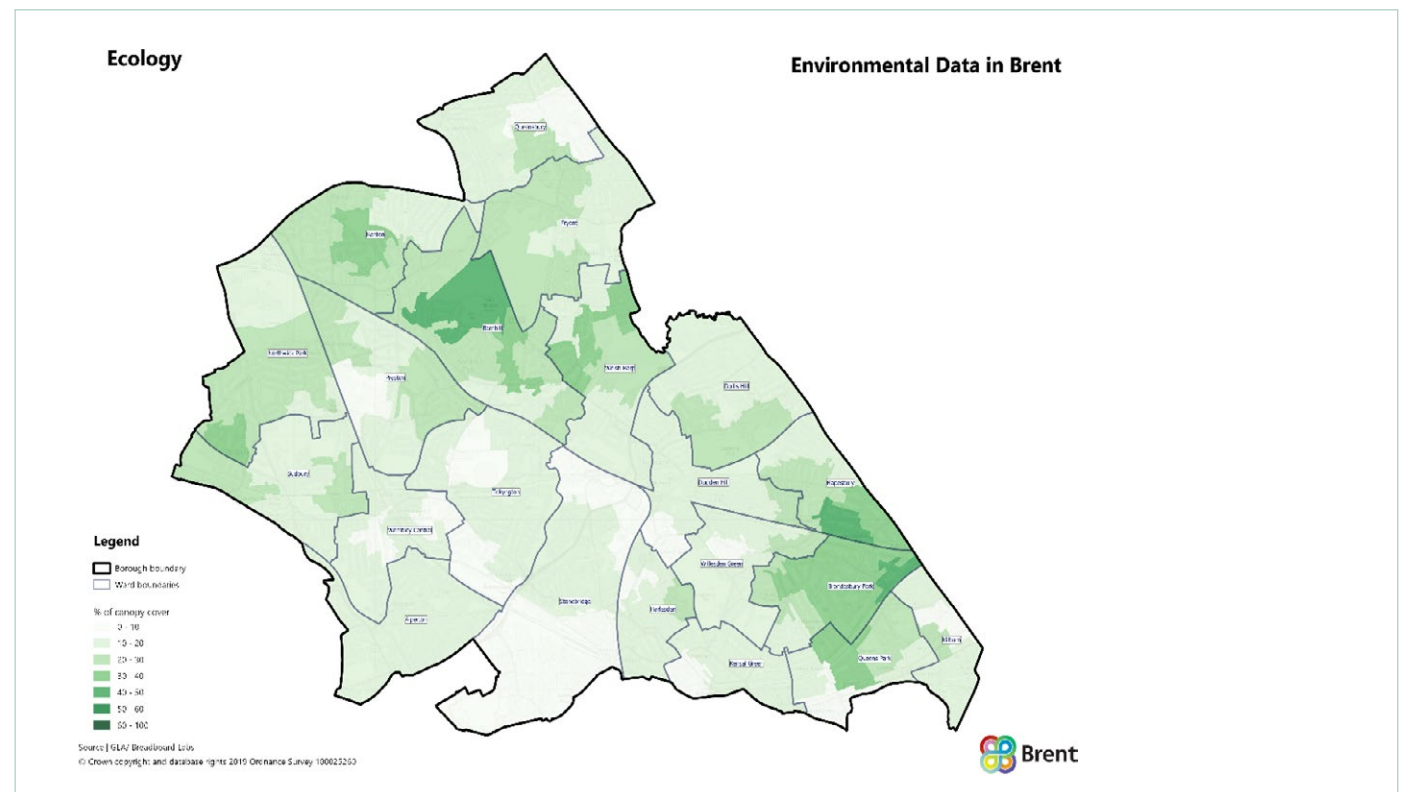 Ecology
Environmental Data in Brent
Queensbury
Fryent
Kenton
Barnhill
Northwick Park
Welsh Harp
Preston
Dollis Hill
Sudbury
Mapesbury
Dudden Hill
Tokyngton
Wembley Central
Willesden Green
Brondesbury Park
Stonebridge
Harlesden
Alperton
Kilburn
Queens Park
Kensal Green
Legend
Borough boundary
Ward boundaries
% of canopy cover
0 - 10
10 - 20
20 - 30
30 - 40
40 - 50
50 - 60
60 - 100
Source | GLA/ Breadboard Labs
© Crown copyright and database rights 2019 Ordnance Survey 100025260
Brent